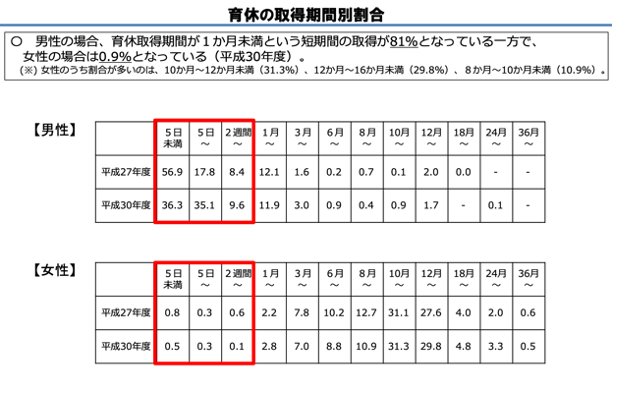 育休の取得期間別割合
○ 男性の場合、育休取得期間が１か月未満という短期間の取得が81%となっている一方で、
女性の場合は0.9%となっている（平成30年度）。
(※) 女性のうち割合が多いのは、10か月～12か月未満（31.3%）、12か月～16か月未満（29.8%）、８か月～10か月未満（10.9%）。
【男性】
５日未満 ５日～ ２週間～ １月～ ３月～ ６月～ ８月～ 10月～ 12月～ 18月～ 24月～ 36月～
平成27年度 56.9 17.8 8.4 12.1 1.6 0.2 0.7 0.1 2.0 0.0 - -
平成30年度 36.3 35.1 9.6 11.9 3.0 0.9 0.4 0.9 1.7 - 0.1 -
【女性】
５日未満 ５日～ ２週間～ １月～ ３月～ ６月～ ８月～ 10月～ 12月～ 18月～ 24月～ 36月～
平成27年度 0.8 0.3 0.6 2.2 7.8 10.2 12.7 31.1 27.6 4.0 2.0 0.6
平成30年度 0.5 0.3 0.1 2.8 7.0 8.8 10.9 31.3 29.8 4.8 3.3 0.5